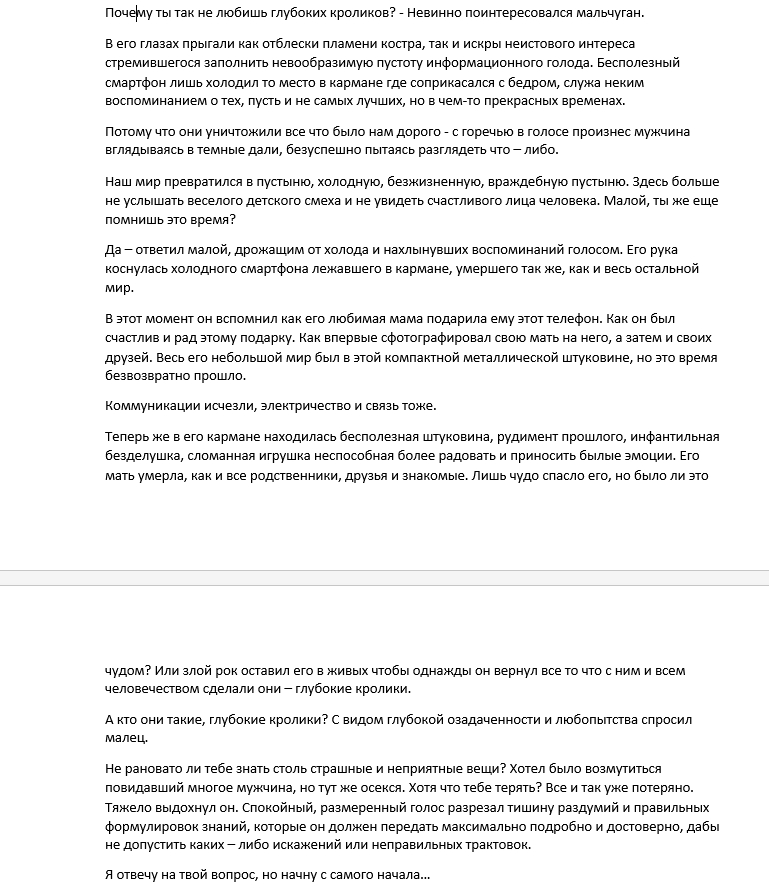 Почему ты так не любишь глубоких кроликов? - Невинно поинтересовался мальчуган.
В его глазах прыгали как отблески пламени костра, так и искры неистового интереса
стремившегося заполнить невообразимую пустоту информационного голода. Бесполезный
смартфон лишь холодил то место в кармане где соприкасался с бедром, служа неким
воспоминанием о тех, пусть и не самых лучших, но в чем-то прекрасных временах.
Потому что они уничтожили все что было нам дорого - с горечью в голосе произнес мужчина
вглядываясь в темные дали, безуспешно пытаясь разглядеть что – либо.
Наш мир превратился в пустыню, холодную, безжизненную, враждебную пустыню. Здесь больше
не услышать веселого детского смеха и не увидеть счастливого лица человека. Малой, ты же еще
помнишь это время?
Да – ответил малой, дрожащим от холода и нахлынувших воспоминаний голосом. Его рука
коснулась холодного смартфона лежавшего в кармане, умершего так же, как и весь остальной
мир.
В этот момент он вспомнил как его любимая мама подарила ему этот телефон. Как он был
счастлив и рад этому подарку. Как впервые сфотографировал свою мать на него, а затем и своих
друзей. Весь его небольшой мир был в этой компактной металлической штуковине, но это время
безвозвратно прошло.
Коммуникации исчезли, электричество и связь тоже.
Теперь же в его кармане находилась бесполезная штуковина, рудимент прошлого, инфантильная
безделушка, сломанная игрушка неспособная более радовать и приносить былые эмоции. Его
мать умерла, как и все родственники, друзья и знакомые. Лишь чудо спасло его, но было ли это
чудом? Или злой рок оставил его в живых чтобы однажды он вернул все то что с ним и всем
человечеством сделали они – глубокие кролики.
А кто они такие, глубокие кролики? С видом глубокой озадаченности и любопытства спросил
малец.
Не рановато ли тебе знать столь страшные и неприятные вещи? Хотел было возмутиться
повидавший многое мужчина, но тут же осекся. Хотя что тебе терять? Все и так уже потеряно.
Тяжело выдохнул он. Спокойный, размеренный голос разрезал тишину раздумий и правильных
формулировок знаний, которые он должен передать максимально подробно и достоверно, дабы
не допустить каких – либо искажений или неправильных трактовок.
Я отвечу на твой вопрос, но начну с самого начала…